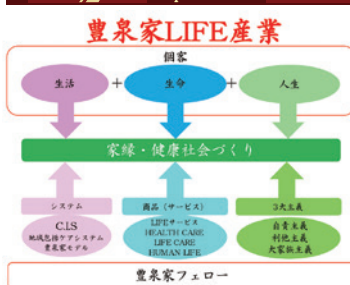 豊泉家LIFE産業
個客
生活 + 生命 + 人生
家縁・健康社会づくり
システム
C.I.S
地域包括ケアシステム
豊泉家モデル
商品（サービス）
LIFEサービス
HEALTH CARE
LIFE CARE
HUMAN LIFE
3大主義
自責主義
利他主義
大家族主義
豊泉家フェロー